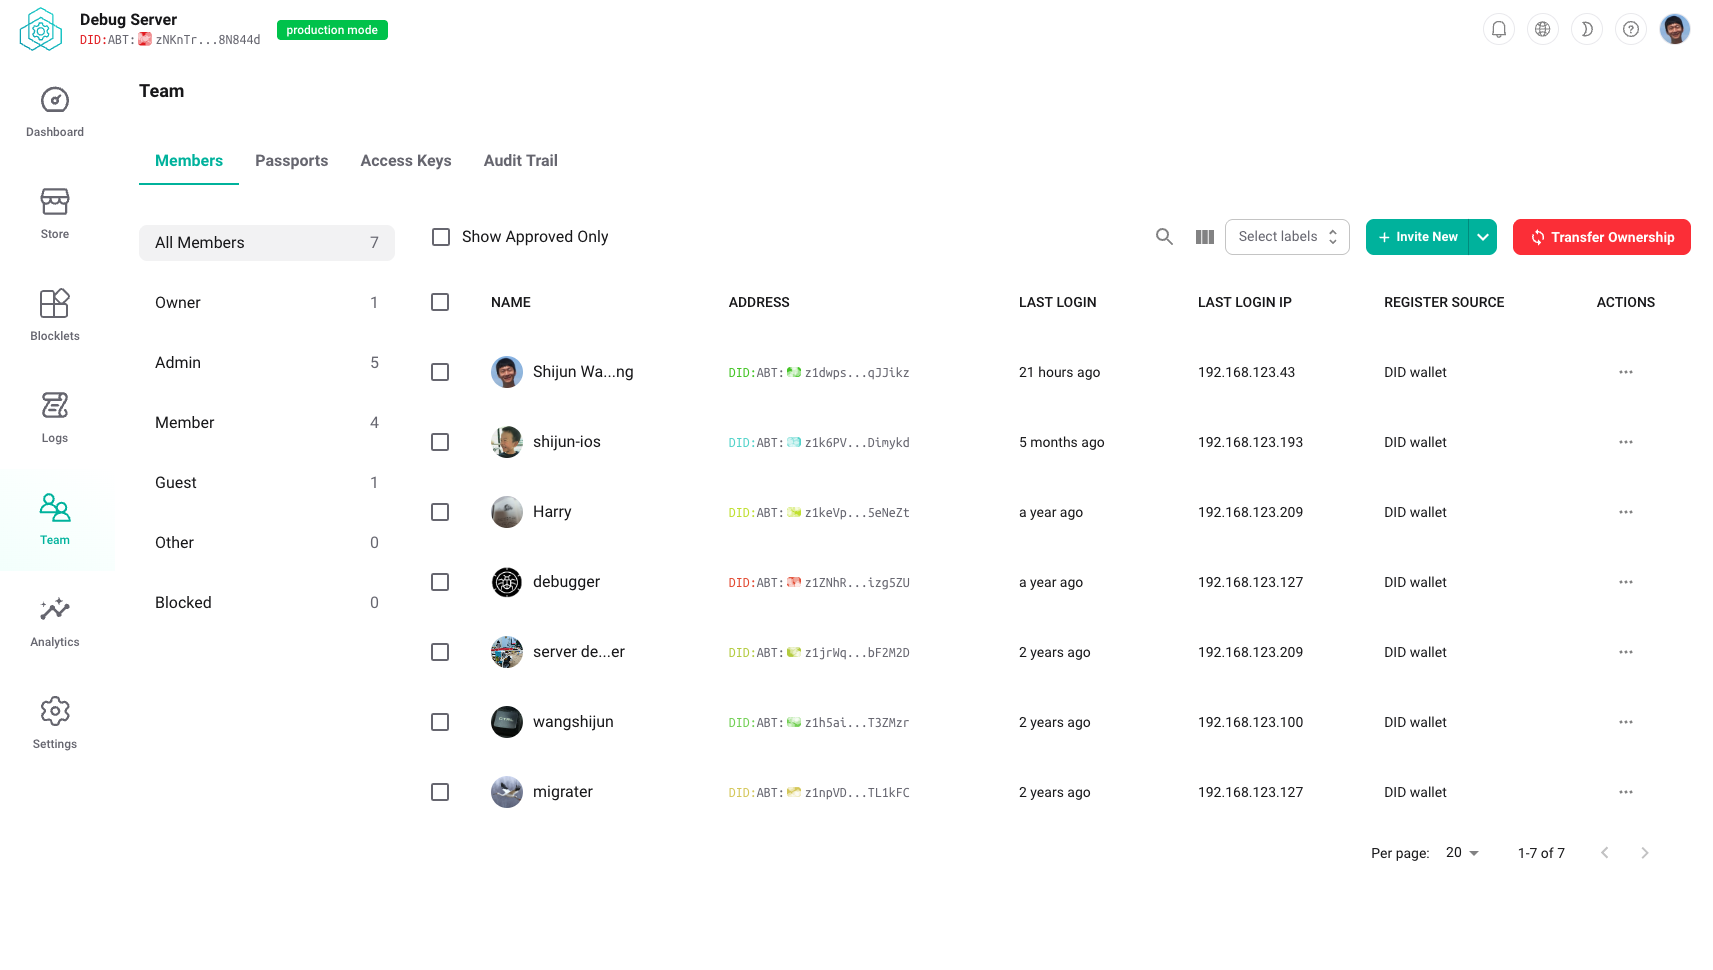 Debug Server
DID:ABT: zNKnTr...8N844d
production mode
Dashboard
Store
Blocklets
Logs
Team
Analytics
Settings
Team
Members Passports Access Keys Audit Trail
All Members 7
Owner 1
Admin 5
Member 4
Guest 1
Other 0
Blocked 0
Show Approved Only
Select labels
+ Invite New
Transfer Ownership
NAME ADDRESS LAST LOGIN LAST LOGIN IP REGISTER SOURCE ACTIONS
Shijun Wa...ng DID:ABT: z1dwps...qJJikz 21 hours ago 192.168.123.43 DID wallet
shijun-ios DID:ABT: z1k6PV...Dimykd 5 months ago 192.168.123.193 DID wallet
Harry DID:ABT: z1keVp...5eNeZt a year ago 192.168.123.209 DID wallet
debugger DID:ABT: z1ZNhR...izg5ZU a year ago 192.168.123.127 DID wallet
server de...er DID:ABT: z1jrWq...bF2M2D 2 years ago 192.168.123.209 DID wallet
wangshijun DID:ABT: z1h5ai...T3ZMzr 2 years ago 192.168.123.100 DID wallet
migrater DID:ABT: z1npVD...TL1kFC 2 years ago 192.168.123.127 DID wallet
Per page: 20 1-7 of 7